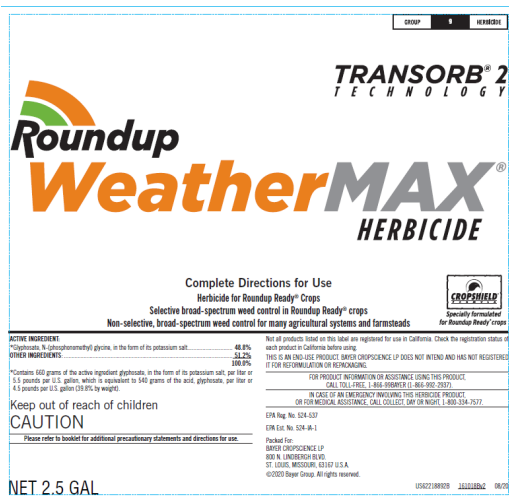 GROUP 9 HERBICIDE
TRANSORB® 2
TECHNOLOGY
Roundup
WeatherMAX®
HERBICIDE
Complete Directions for Use
Herbicide for Roundup Ready® Crops
Selective broad-spectrum weed control in Roundup Ready® crops
Non-selective, broad-spectrum weed control for many agricultural systems and farmsteads
CROPSHIELD
Specially formulated
for Roundup Ready® crops
ACTIVE INGREDIENT:
*Glyphosate, N-(phosphonomethyl) glycine, in the form of its potassium salt 48.8%
OTHER INGREDIENTS: 51.2%
100.0%
*Contains 660 grams of the active ingredient glyphosate, in the form of its potassium salt, per liter or
5.5 pounds per U.S. gallon, which is equivalent to 540 grams of the acid, glyphosate, per liter or
4.5 pounds per U.S. gallon (39.8% by weight).
Keep out of reach of children
CAUTION
Please refer to booklet for additional precautionary statements and directions for use.
NET 2.5 GAL
Not all products listed on this label are registered for use in California. Check the registration status of
each product in California before using.
THIS IS AN END-USE PRODUCT. BAYER CROPSCIENCE LP DOES NOT INTEND AND HAS NOT REGISTERED
IT FOR REFORMULATION OR REPACKAGING.
FOR PRODUCT INFORMATION OR ASSISTANCE USING THIS PRODUCT,
CALL TOLL-FREE, 1-866-99BAYER (1-866-992-2937).
IN CASE OF AN EMERGENCY INVOLVING THIS HERBICIDE PRODUCT,
OR FOR MEDICAL ASSISTANCE, CALL COLLECT, DAY OR NIGHT, 1-800-334-7577.
EPA Reg. No. 524-537
EPA Est. No. 524-IA-1
Packed For:
BAYER CROPSCIENCE LP
800 N. LINDBERGH BLVD.
ST. LOUIS, MISSOURI, 63167 U.S.A.
©2020 Bayer Group. All rights reserved.
US62218892B 161018Bv2 08/20